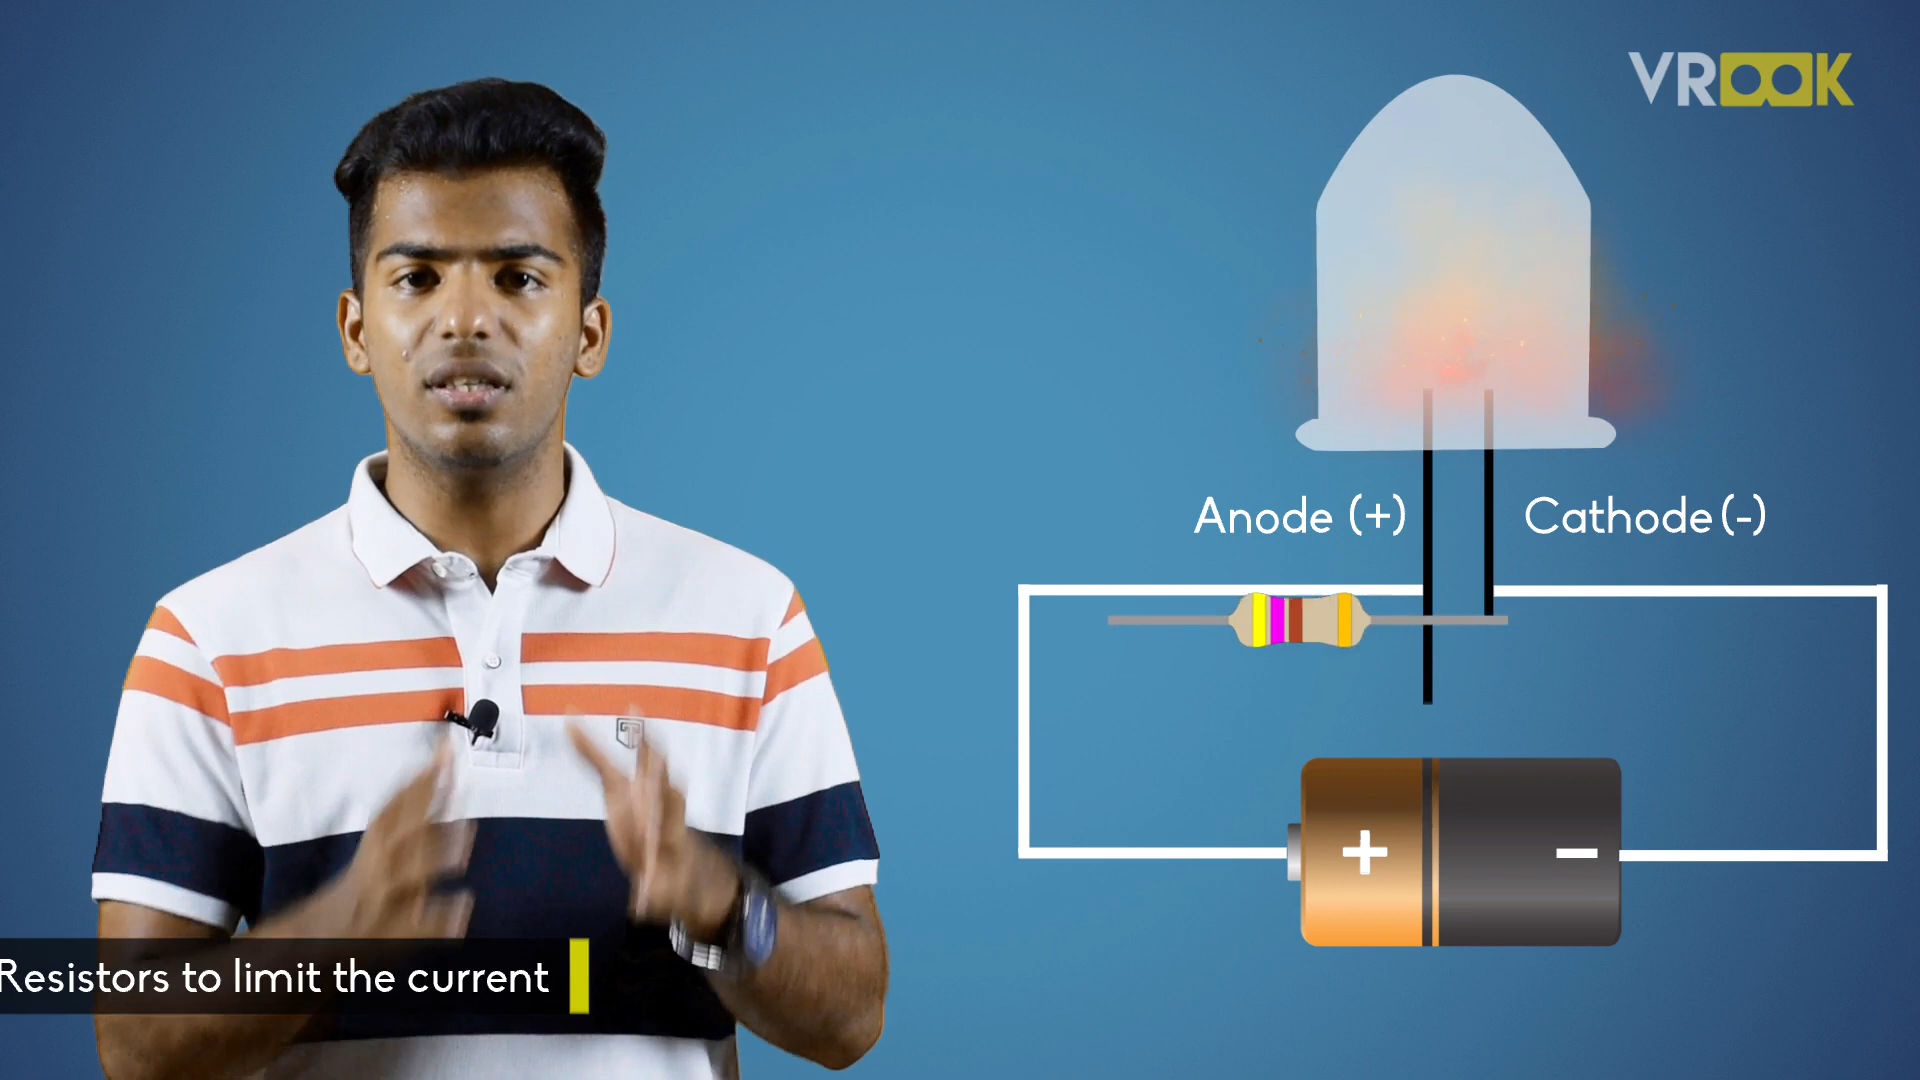 VROOK
Anode (+)
Cathode (-)
+
-
Resistors to limit the current